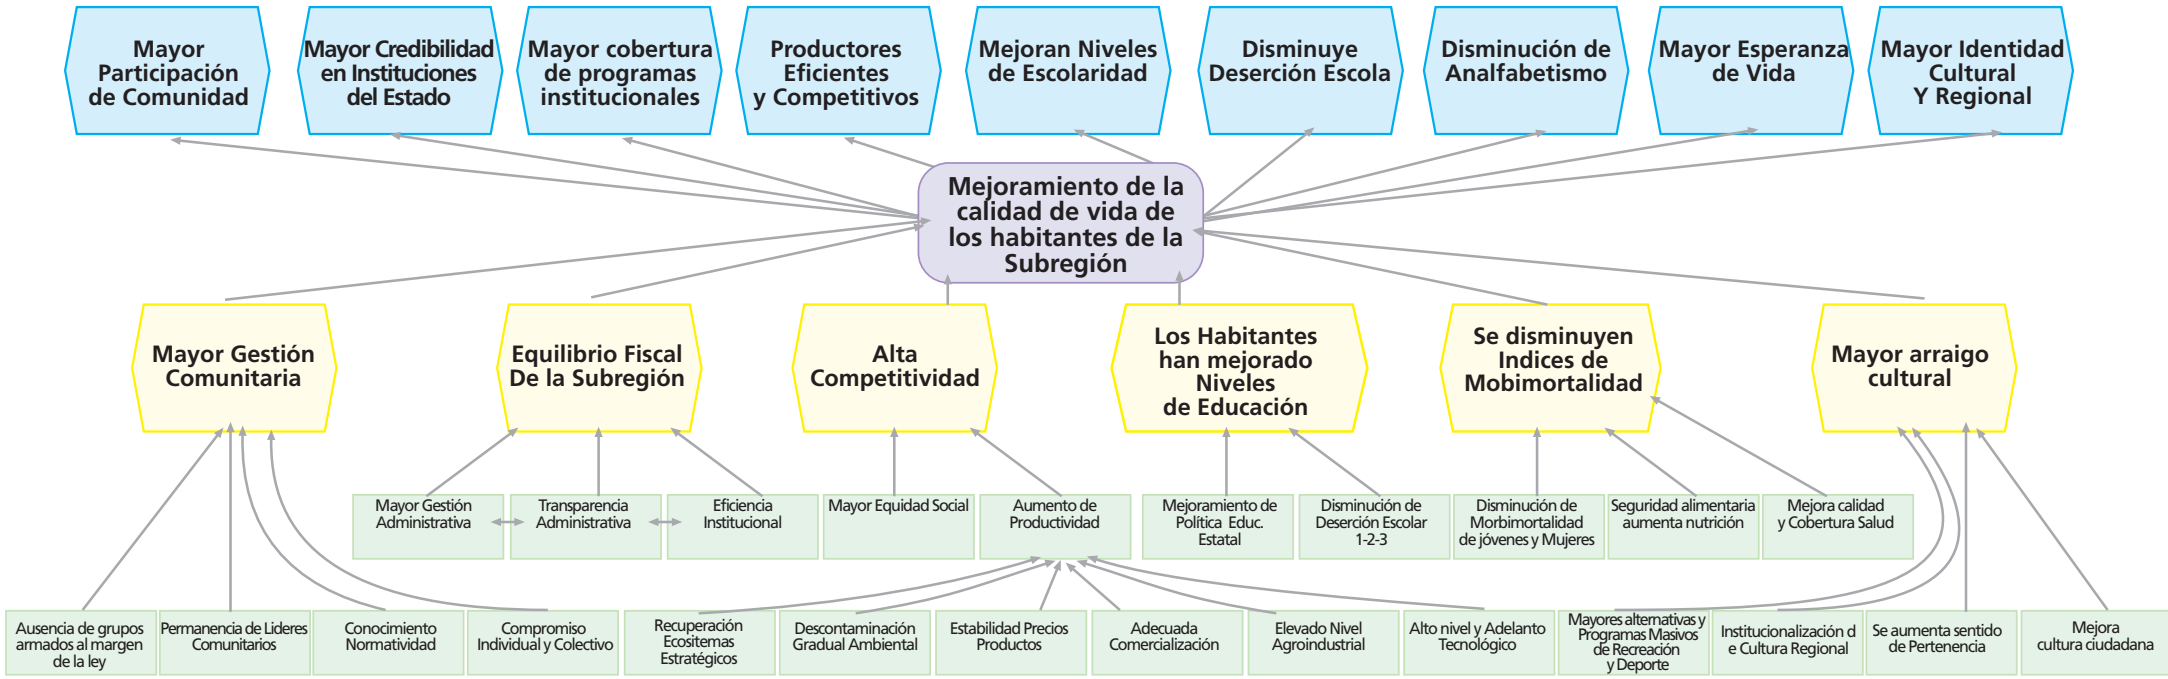 Mayor
Participación
de Comunidad
Mayor Credibilidad
en Instituciones
del Estado
Mayor cobertura
de programas
institucionales
Productores
Eficientes
y Competitivos
Mejoran Niveles
de Escolaridad
Disminuye
Deserción Escola
Disminución de
Analfabetismo
Mayor Esperanza
de Vida
Mayor Identidad
Cultural
Y Regional
Mejoramiento de la
calidad de vida de
los habitantes de la
Subregión
Mayor Gestión
Comunitaria
Equilibrio Fiscal
De la Subregión
Alta
Competitividad
Los Habitantes
han mejorado
Niveles
de Educación
Se disminuyen
Indices de
Mobimortalidad
Mayor arraigo
cultural
Mayor Gestión
Administrativa
Transparencia
Administrativa
Eficiencia
Institucional
Mayor Equidad Social
Aumento de
Productividad
Mejoramiento de
Política Educ.
Estatal
Disminución de
Deserción Escolar
1-2-3
Disminución de
Morbimortalidad
de jóvenes y Mujeres
Seguridad alimentaria
aumenta nutrición
Mejora calidad
y Cobertura Salud
Ausencia de grupos
armados al margen
de la ley
Permanencia de Lideres
Comunitarios
Conocimiento
Normatividad
Compromiso
Individual y Colectivo
Recuperación
Ecositemas
Estratégicos
Descontaminación
Gradual Ambiental
Estabilidad Precios
Productos
Adecuada
Comercialización
Elevado Nivel
Agroindustrial
Alto nivel y Adelanto
Tecnológico
Mayores alternativas y
Programas Masivos
de Recreación
y Deporte
Institucionalización d
e Cultura Regional
Se aumenta sentido
de Pertenencia
Mejora
cultura ciudadana